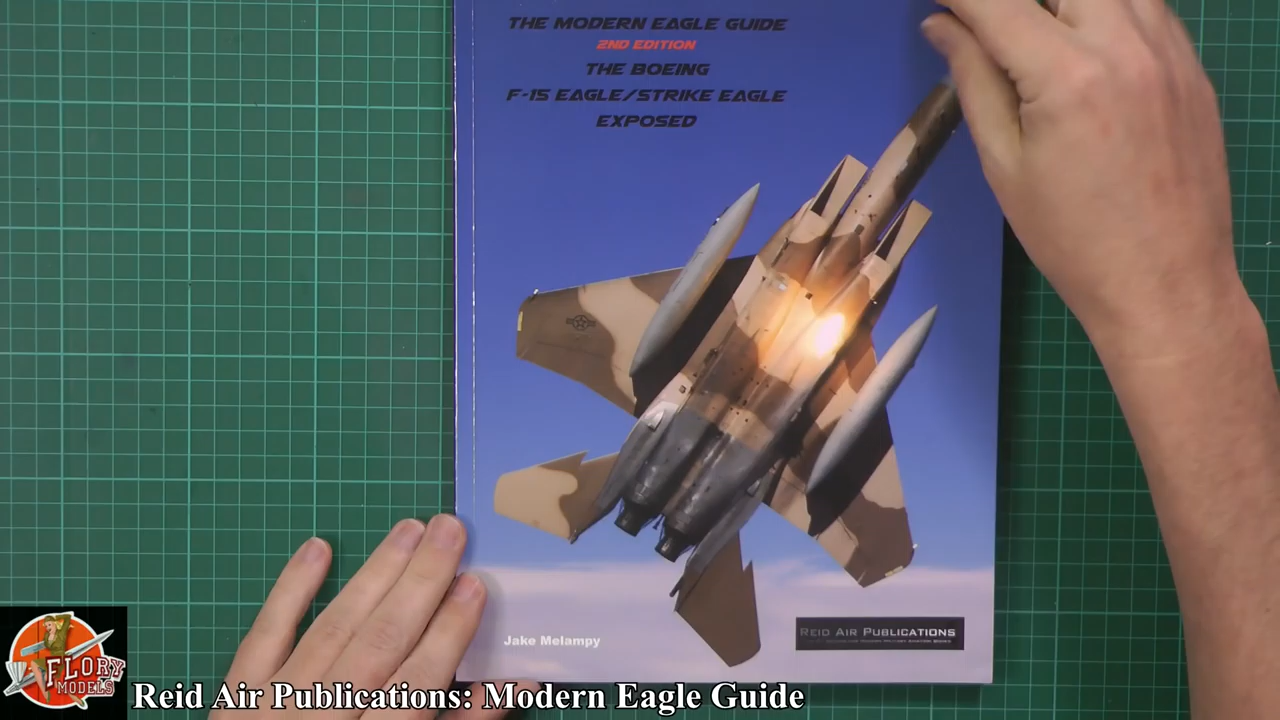 THE MODERN EAGLE GUIDE
2ND EDITION
THE BOEING
F-15 EAGLE/STRIKE EAGLE
EXPOSED
Jake Melampy
REID AIR PUBLICATIONS
FLORY
MODELS
Reid Air Publications: Modern Eagle Guide